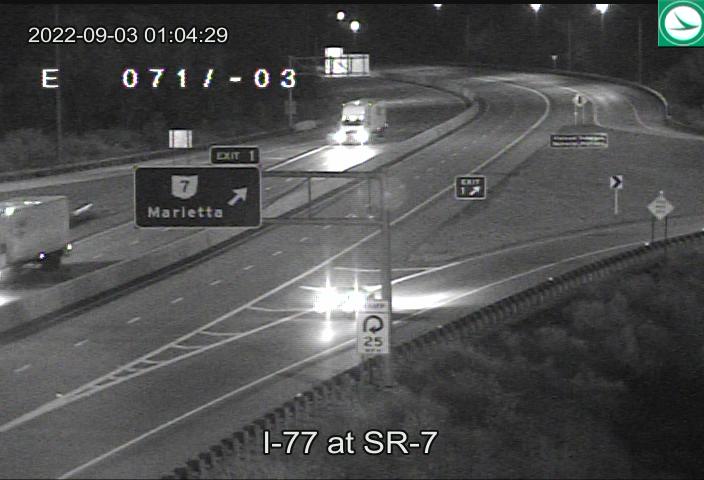 2022-09-03 01:04:29
E 071/-03
EXIT 1
7
Marietta
EXIT
1
25
I-77 at SR-7